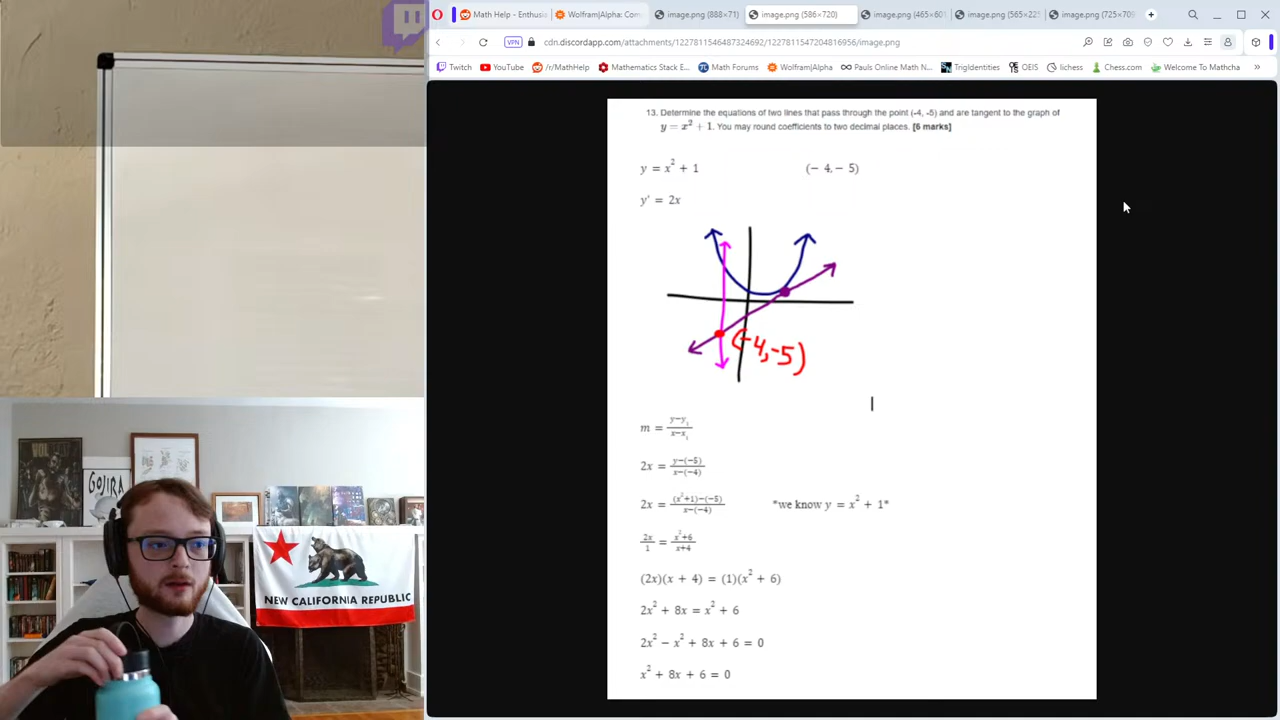 Math Help - Enthusia
Wolfram|Alpha: Com
image.png (888×71)
image.png (586×720)
image.png (465×601
image.png (565×225
image.png (725×709
VPN
cdn.discordapp.com/attachments/1227811546487324692/1227811547204816956/image.png
Twitch
YouTube
/r/MathHelp
Mathematics Stack E...
Math Forums
Wolfram|Alpha
Pauls Online Math N...
TrigIdentities
OEIS
lichess
Chess.com
Welcome To Mathcha
13. Determine the equations of two lines that pass through the point (-4, -5) and are tangent to the graph of
y = x² + 1. You may round coefficients to two decimal places. [6 marks]
y = x² + 1 (− 4,− 5)
y' = 2x
(-4,-5)
m = y−y₁/x−x₁
2x = y−(−5)/x−(−4)
2x = (x²+1)−(−5)/x−(−4) *we know y = x² + 1*
2x/1 = x²+6/x+4
(2x)(x + 4) = (1)(x² + 6)
2x² + 8x = x² + 6
2x² − x² + 8x + 6 = 0
x² + 8x + 6 = 0
GOJIRA
NEW CALIFORNIA REPUBLIC